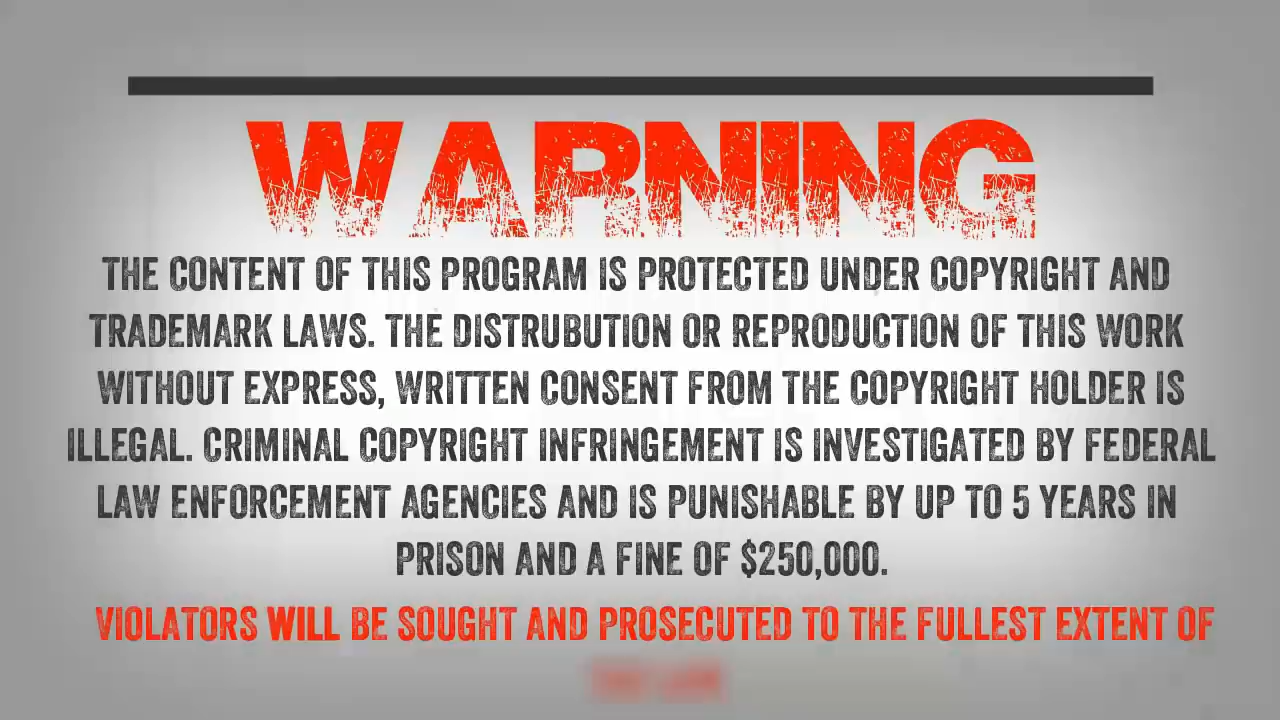 WARNING
THE CONTENT OF THIS PROGRAM IS PROTECTED UNDER COPYRIGHT AND
TRADEMARK LAWS. THE DISTRUBUTION OR REPRODUCTION OF THIS WORK
WITHOUT EXPRESS, WRITTEN CONSENT FROM THE COPYRIGHT HOLDER IS
ILLEGAL. CRIMINAL COPYRIGHT INFRINGEMENT IS INVESTIGATED BY FEDERAL
LAW ENFORCEMENT AGENCIES AND IS PUNISHABLE BY UP TO 5 YEARS IN
PRISON AND A FINE OF $250,000.
VIOLATORS WILL BE SOUGHT AND PROSECUTED TO THE FULLEST EXTENT OF